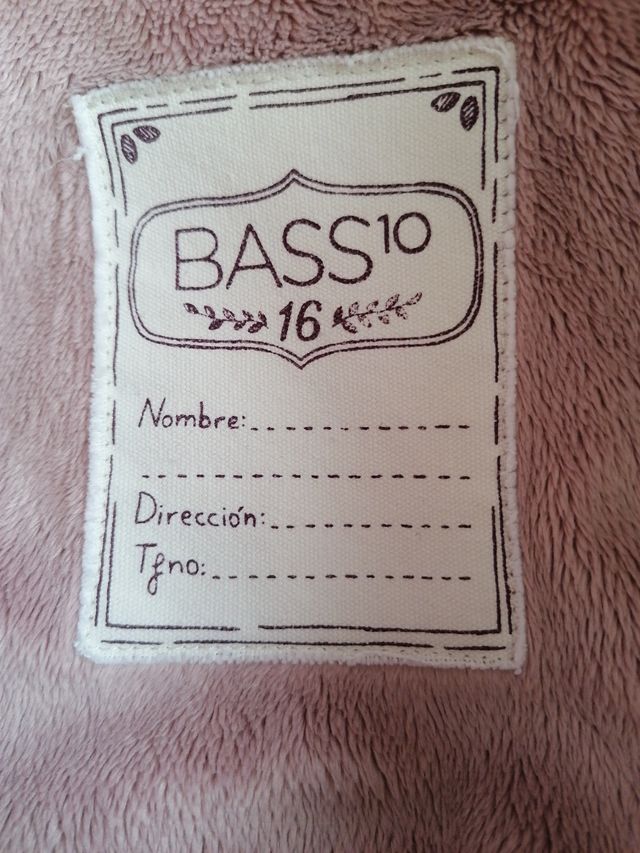 BASS¹⁰
16
Nombre:
Dirección:
Tfno: